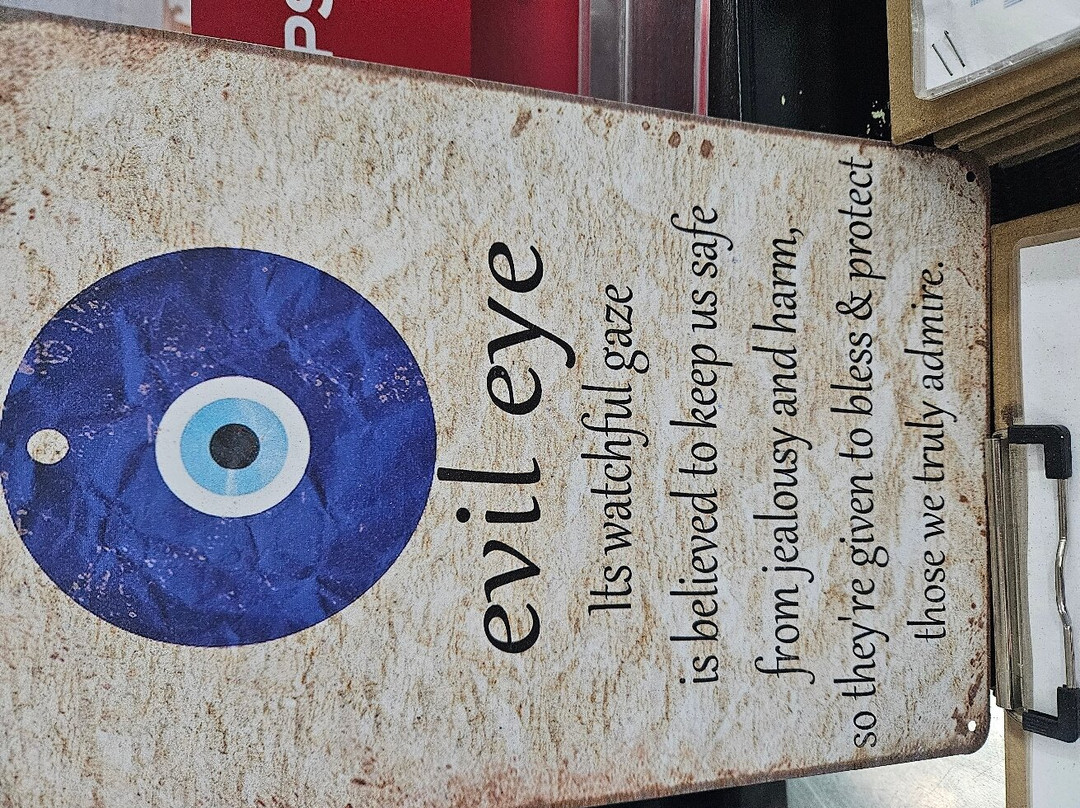 evil eye
Its watchful gaze
is believed to keep us safe
from jealousy and harm,
so they're given to bless & protect
those we truly admire.